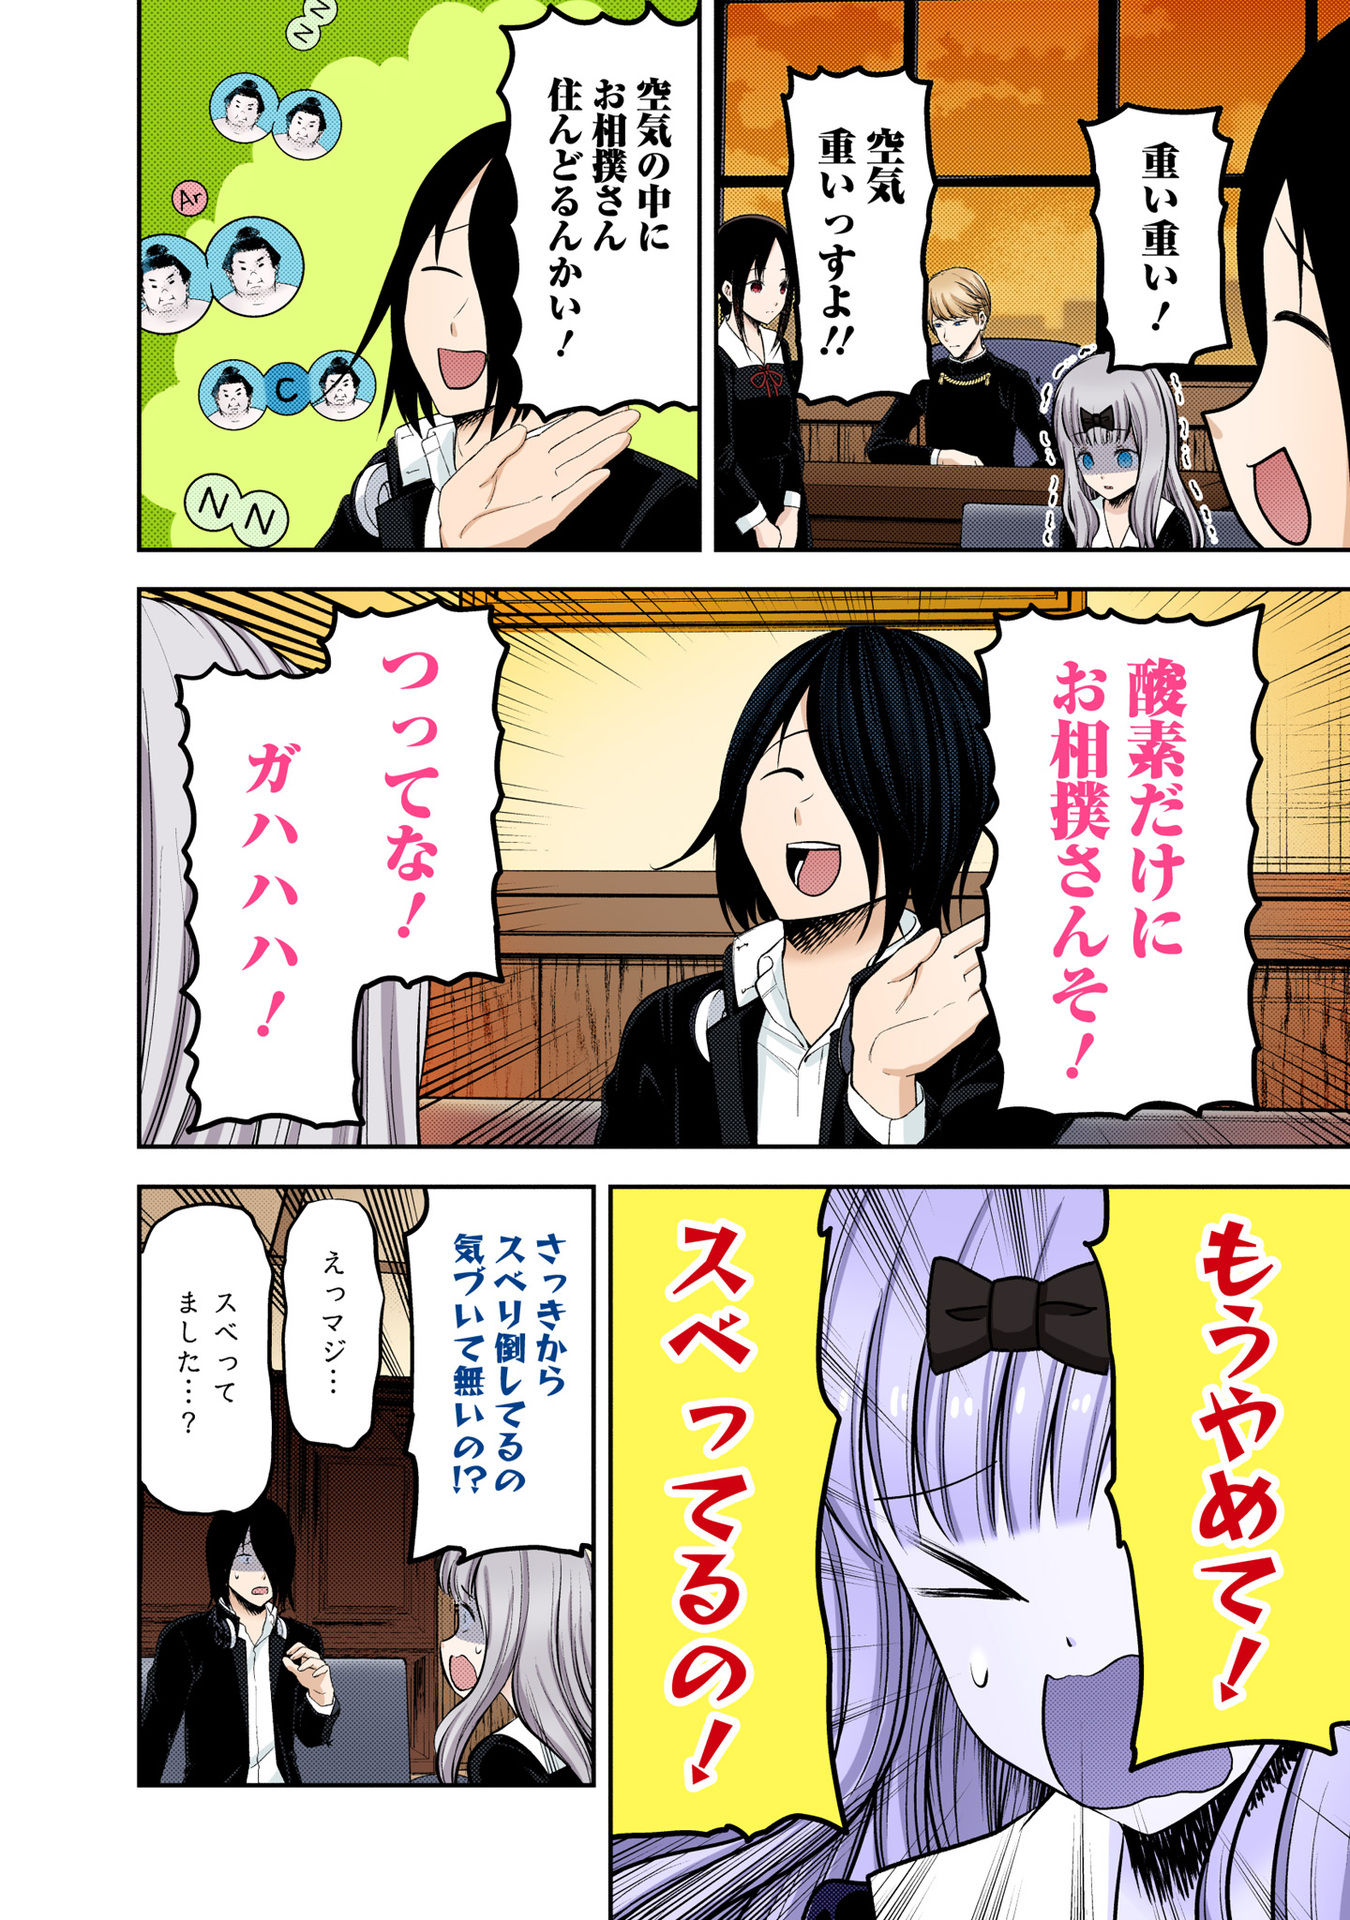 重い重い！
空気
重いっすよ!!
空気の中に
お相撲さん
住んどるんかい！
N
N
Ar
C
N
N
酸素だけに
お相撲さんそ！
つってな！
ガハハハ！
もうやめて！
スベってるの！
さっきから
スベり倒してるの
気づいて無いの!?
えっマジ…
スベって
ました…？